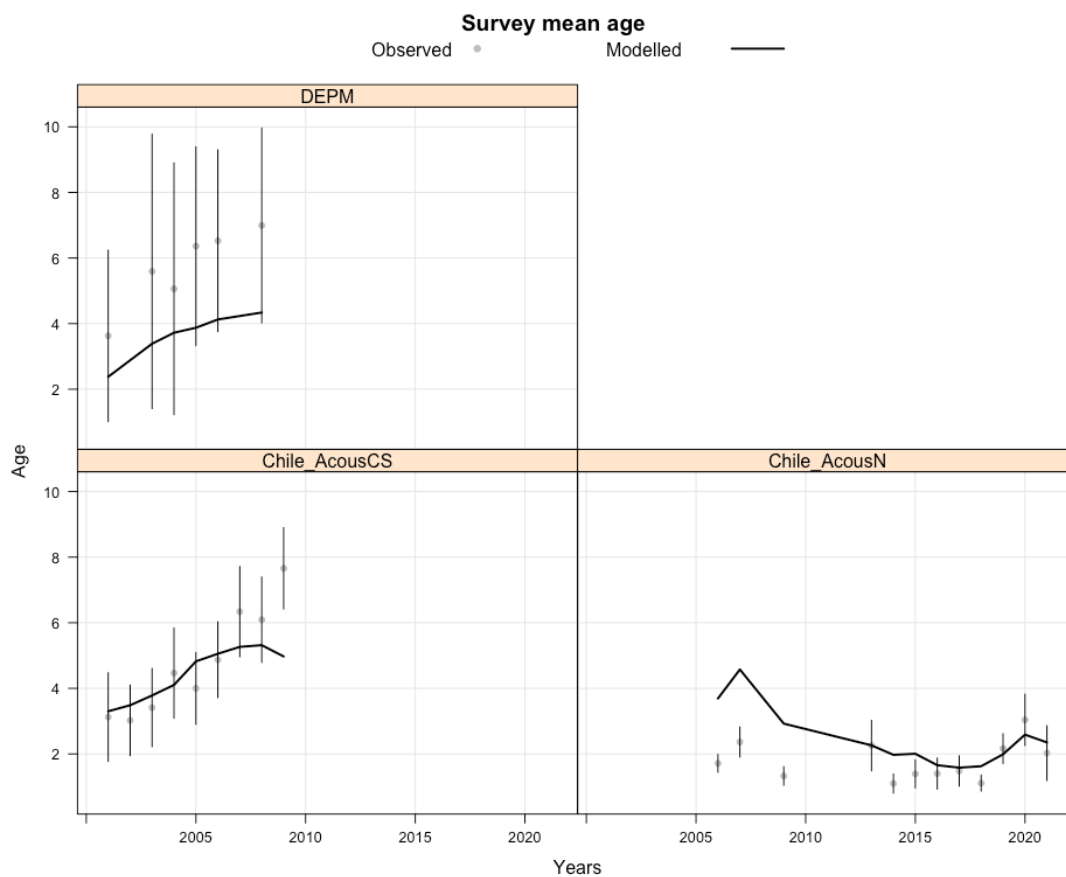 Survey mean age
Observed Modelled
DEPM
10
8
6
4
2
Age
Chile_AcousCS Chile_AcousN
10
8
6
4
2
2005 2010 2015 2020 2005 2010 2015 2020
Years